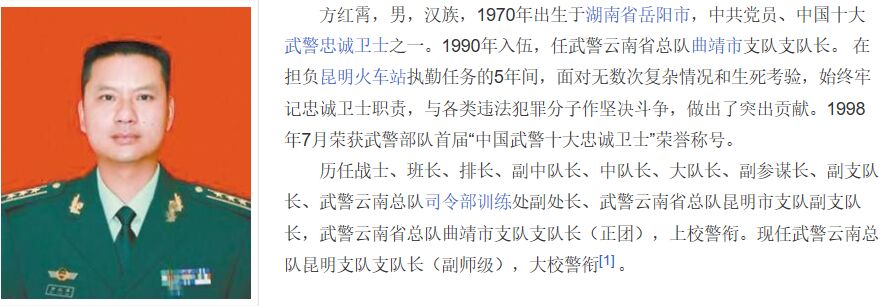 方红霄，男，汉族，1970年出生于湖南省岳阳市，中共党员、中国十大
武警忠诚卫士之一。1990年入伍，任武警云南省总队曲靖市支队支队长。 在
担负昆明火车站执勤任务的5年间，面对无数次复杂情况和生死考验，始终牢
记忠诚卫士职责，与各类违法犯罪分子作坚决斗争，做出了突出贡献。1998
年7月荣获武警部队首届“中国武警十大忠诚卫士”荣誉称号。
历任战士、班长、排长、副中队长、中队长、大队长、副参谋长、副支队
长、武警云南总队司令部训练处副处长、武警云南省总队昆明市支队副支队
长，武警云南省总队曲靖市支队支队长（正团），上校警衔。现任武警云南总
队昆明支队支队长（副师级），大校警衔[1] 。